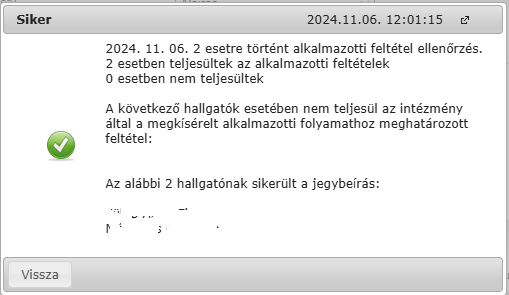 Siker
2024.11.06. 12:01:15
2024. 11. 06. 2 esetre történt alkalmazotti feltétel ellenőrzés.
2 esetben teljesültek az alkalmazotti feltételek
0 esetben nem teljesültek
A következő hallgatók esetében nem teljesül az intézmény
által a megkísérelt alkalmazotti folyamathoz meghatározott
feltétel:
Az alábbi 2 hallgatónak sikerült a jegybeírás:
Vissza